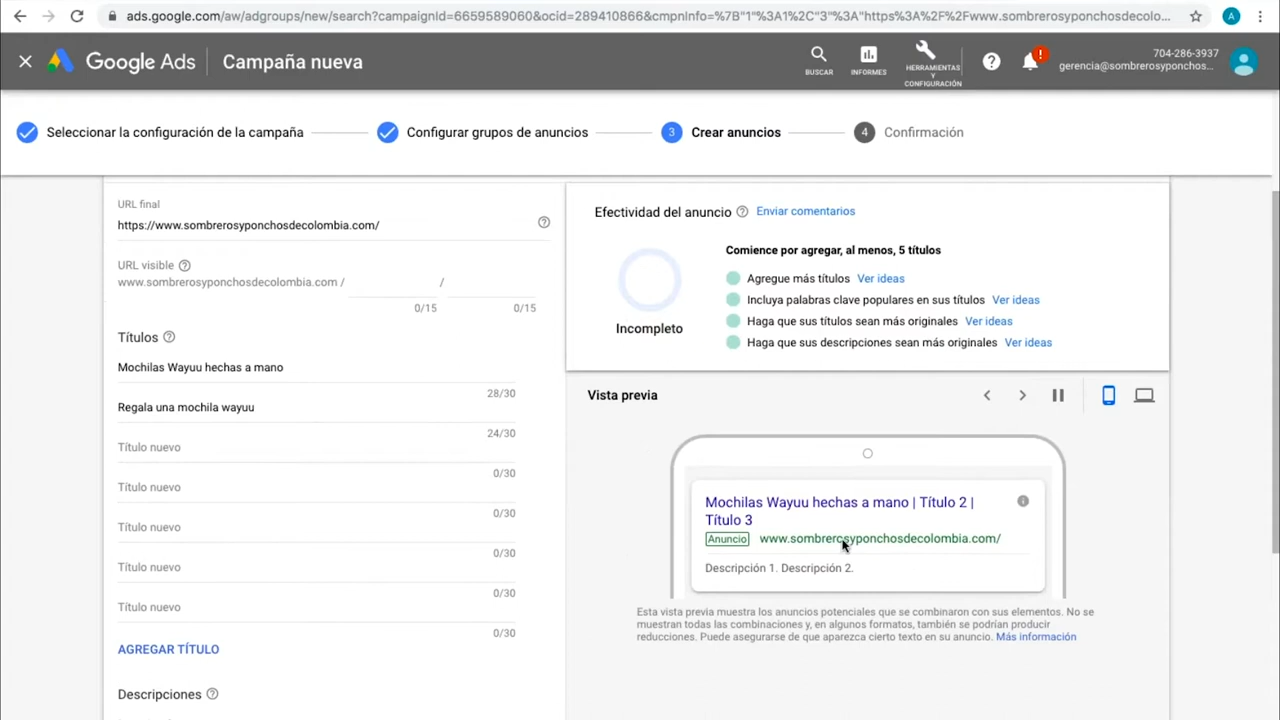 ads.google.com/aw/adgroups/new/search?campaignId=6659589060&ocid=289410866&cmpnInfo=%7B"1"%3A1%2C"3"%3A"https%3A%2F%2Fwww.sombrerosyponchosdecolo...
A
Google Ads
Campaña nueva
BUSCAR
INFORMES
HERRAMIENTAS
Y
CONFIGURACIÓN
704-286-3937
gerencia@sombrerosyponchos...
Seleccionar la configuración de la campaña
Configurar grupos de anuncios
3 Crear anuncios
4 Confirmación
URL final
https://www.sombrerosyponchosdecolombia.com/
URL visible
www.sombrerosyponchosdecolombia.com / /
0/15 0/15
Títulos
Mochilas Wayuu hechas a mano
28/30
Regala una mochila wayuu
24/30
Título nuevo
0/30
Título nuevo
0/30
Título nuevo
0/30
Título nuevo
0/30
Título nuevo
0/30
AGREGAR TÍTULO
Descripciones
Efectividad del anuncio Enviar comentarios
Incompleto
Comience por agregar, al menos, 5 títulos
Agregue más títulos Ver ideas
Incluya palabras clave populares en sus títulos Ver ideas
Haga que sus títulos sean más originales Ver ideas
Haga que sus descripciones sean más originales Ver ideas
Vista previa
Mochilas Wayuu hechas a mano | Título 2 |
Título 3
Anuncio www.sombrerosyponchosdecolombia.com/
Descripción 1. Descripción 2.
Esta vista previa muestra los anuncios potenciales que se combinaron con sus elementos. No se
muestran todas las combinaciones y, en algunos formatos, también se podrían producir
reducciones. Puede asegurarse de que aparezca cierto texto en su anuncio. Más información